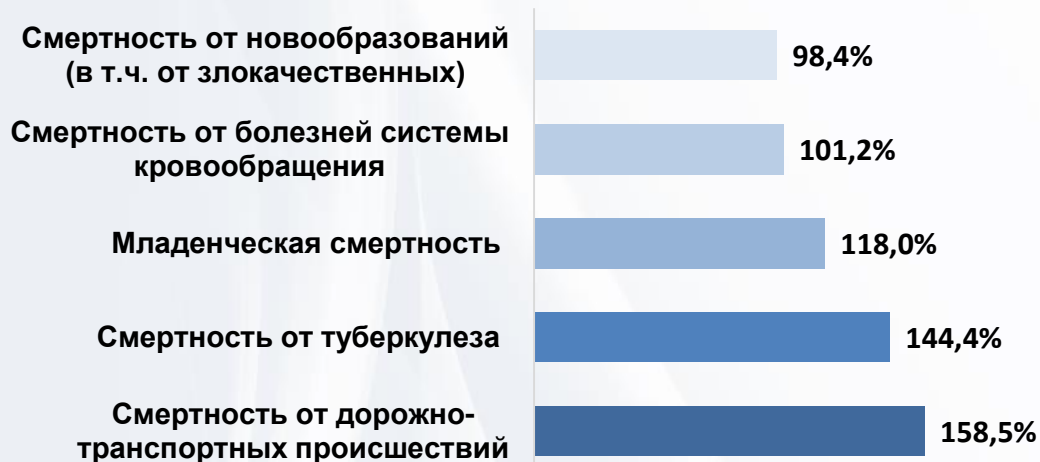 Смертность от новообразований
(в т.ч. от злокачественных)
98,4%
Смертность от болезней системы
кровообращения
101,2%
Младенческая смертность
118,0%
Смертность от туберкулеза
144,4%
Смертность от дорожно-
транспортных происшествий
158,5%